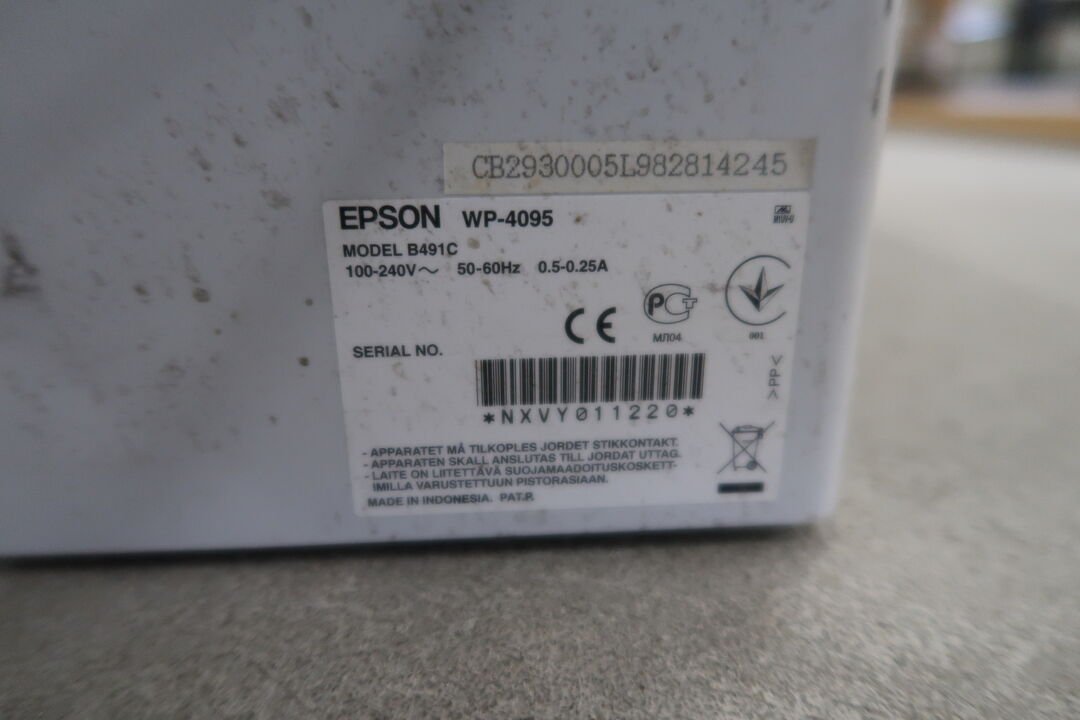 CB2930005L982814245
EPSON WP-4095
MODEL B491C
100-240V～ 50-60Hz 0.5-0.25A
CE
PCT
МЛ04
001
SERIAL NO.
*NXVY011220*
>PP<
- APPARATET MÅ TILKOPLES JORDET STIKKONTAKT.
- APPARATEN SKALL ANSLUTAS TILL JORDAT UTTAG.
- LAITE ON LIITETTÄVÄ SUOJAMAADOITUSKOSKETT-
IMILLA VARUSTETTUUN PISTORASIAAN.
MADE IN INDONESIA. PAT.P.